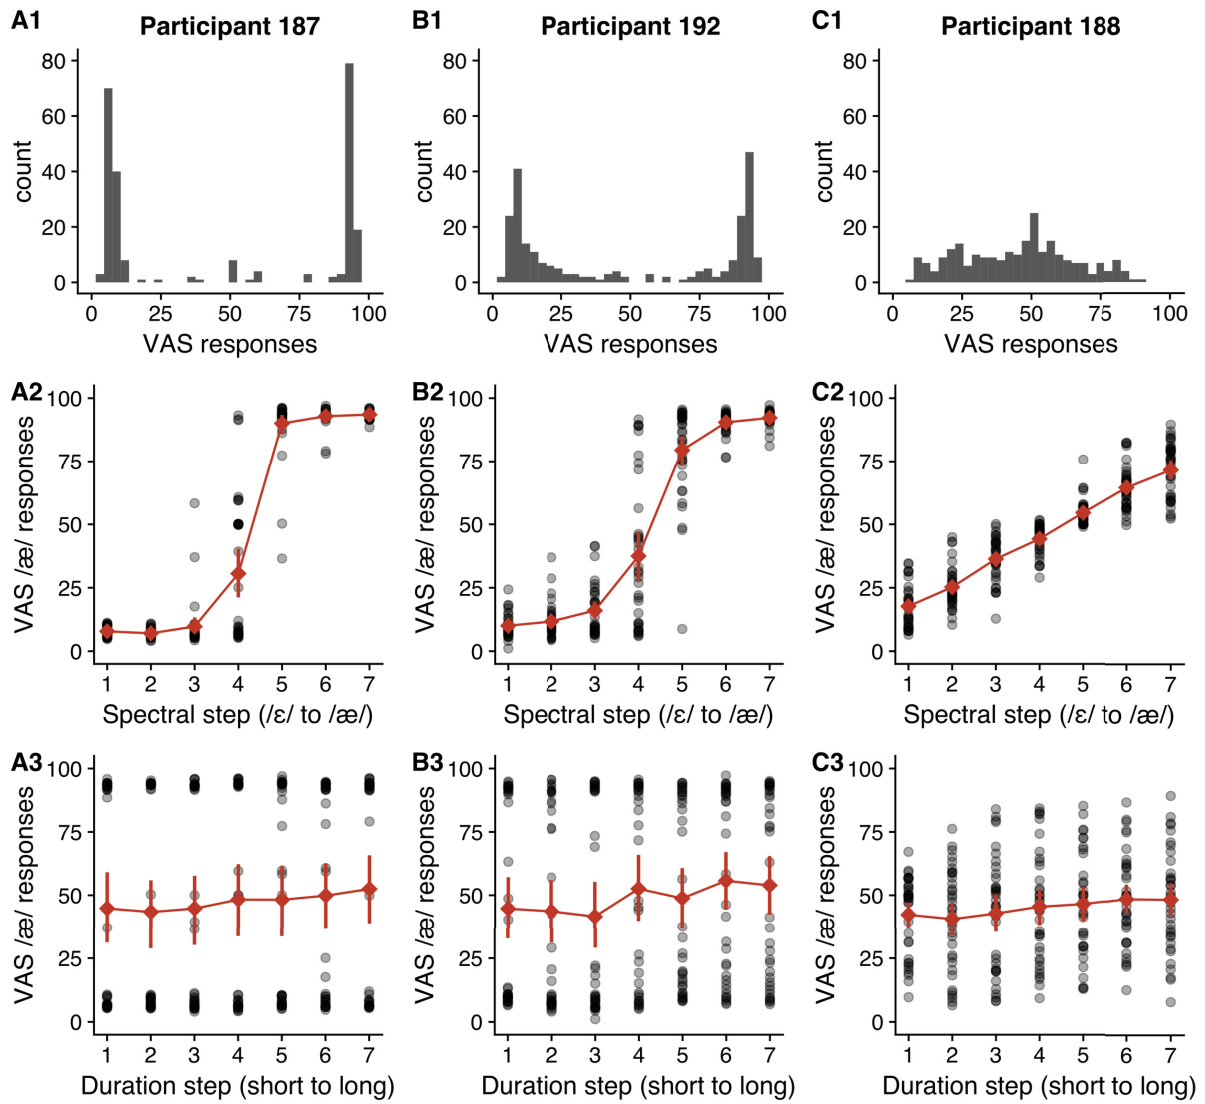 A1 Participant 187
80
60
40
20
0
count
0 25 50 75 100
VAS responses
B1 Participant 192
80
60
40
20
0
count
0 25 50 75 100
VAS responses
C1 Participant 188
80
60
40
20
0
count
0 25 50 75 100
VAS responses
A2
100
75
50
25
0
VAS /æ/ responses
1 2 3 4 5 6 7
Spectral step (/ɛ/ to /æ/)
B2
100
75
50
25
0
VAS /æ/ responses
1 2 3 4 5 6 7
Spectral step (/ɛ/ to /æ/)
C2
100
75
50
25
0
VAS /æ/ responses
1 2 3 4 5 6 7
Spectral step (/ɛ/ to /æ/)
A3
100
75
50
25
0
VAS /æ/ responses
1 2 3 4 5 6 7
Duration step (short to long)
B3
100
75
50
25
0
VAS /æ/ responses
1 2 3 4 5 6 7
Duration step (short to long)
C3
100
75
50
25
0
VAS /æ/ responses
1 2 3 4 5 6 7
Duration step (short to long)